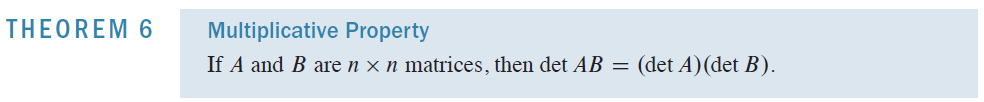 THEOREM 6
Multiplicative Property
If A and B are n × n matrices, then det AB = (det A)(det B).